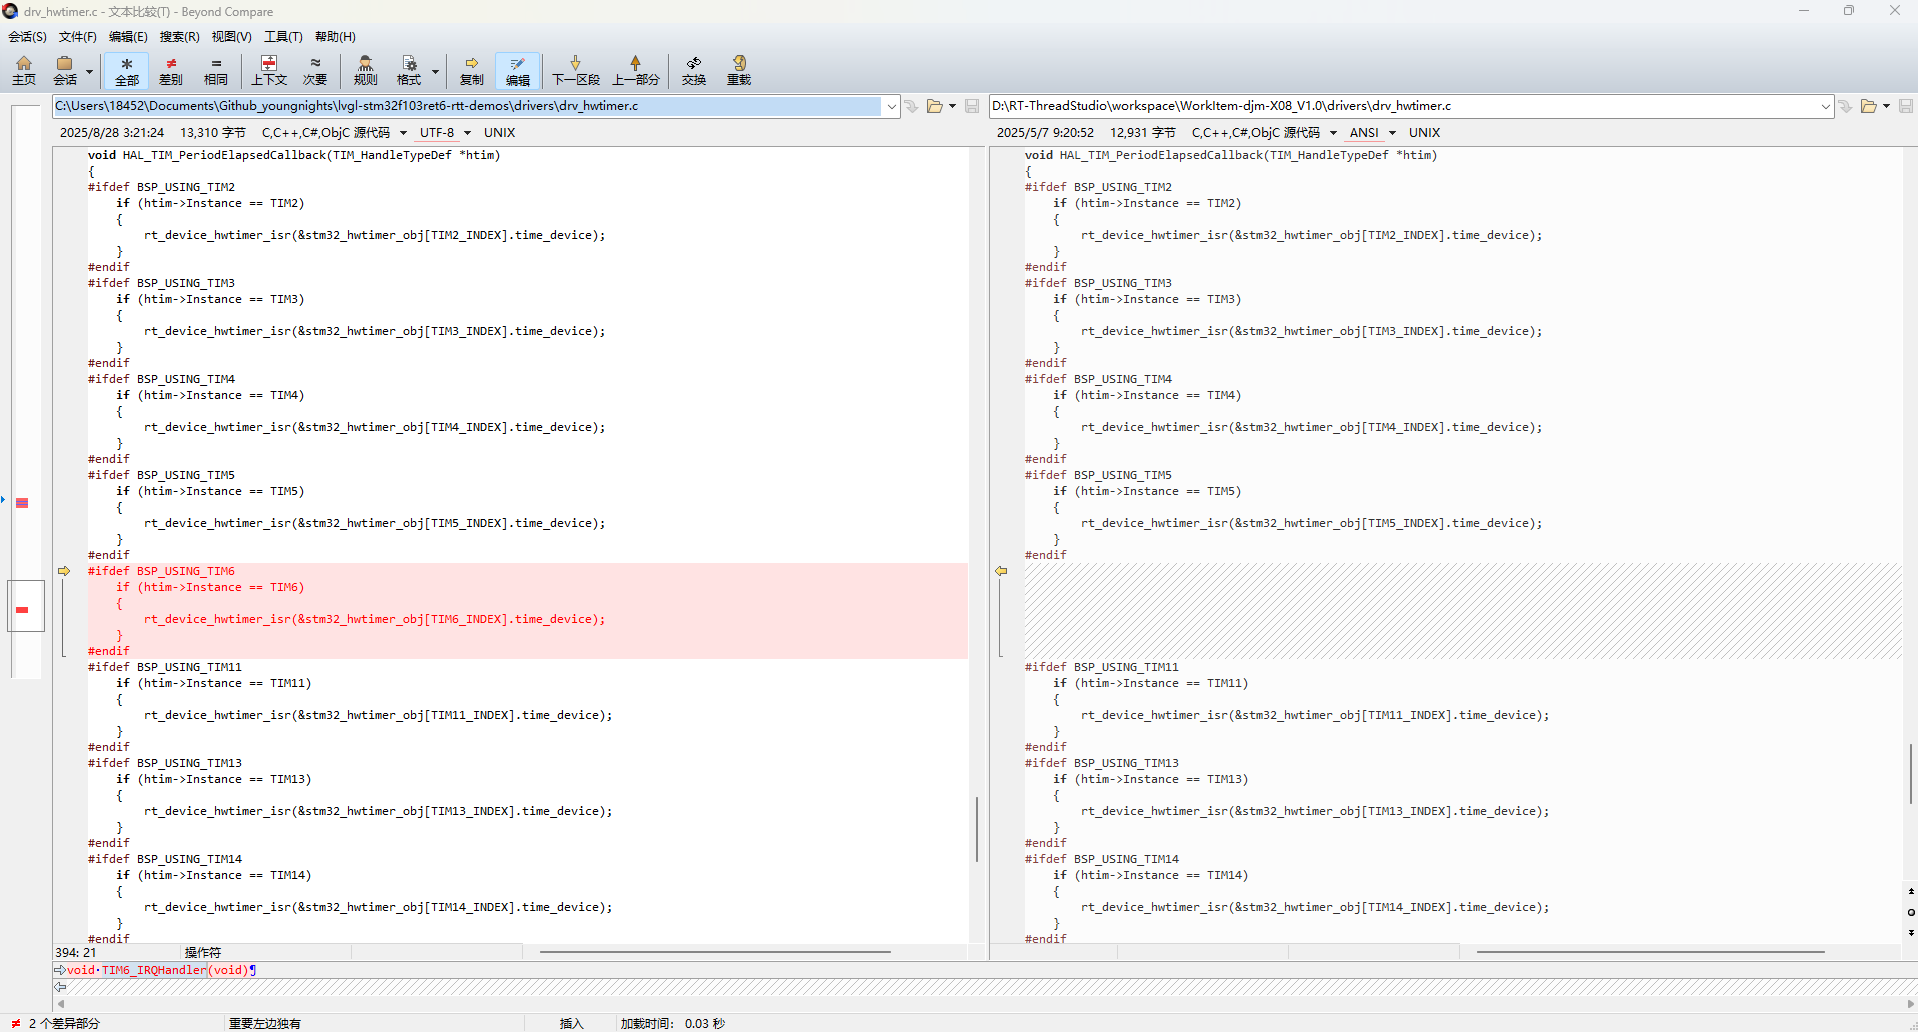 drv_hwtimer.c - 文本比较(T) - Beyond Compare
会话(S) 文件(F) 编辑(E) 搜索(R) 视图(V) 工具(T) 帮助(H)
主页 会话 全部 差别 相同 上下文 次要 规则 格式 复制 编辑 下一区段 上一部分 交换 重载
C:\Users\18452\Documents\Github_youngnights\lvgl-stm32f103ret6-rtt-demos\drivers\drv_hwtimer.c
2025/8/28 3:21:24 13,310 字节 C,C++,C#,ObjC 源代码 UTF-8 UNIX
void HAL_TIM_PeriodElapsedCallback(TIM_HandleTypeDef *htim)
{
#ifdef BSP_USING_TIM2
    if (htim->Instance == TIM2)
    {
        rt_device_hwtimer_isr(&stm32_hwtimer_obj[TIM2_INDEX].time_device);
    }
#endif
#ifdef BSP_USING_TIM3
    if (htim->Instance == TIM3)
    {
        rt_device_hwtimer_isr(&stm32_hwtimer_obj[TIM3_INDEX].time_device);
    }
#endif
#ifdef BSP_USING_TIM4
    if (htim->Instance == TIM4)
    {
        rt_device_hwtimer_isr(&stm32_hwtimer_obj[TIM4_INDEX].time_device);
    }
#endif
#ifdef BSP_USING_TIM5
    if (htim->Instance == TIM5)
    {
        rt_device_hwtimer_isr(&stm32_hwtimer_obj[TIM5_INDEX].time_device);
    }
#endif
#ifdef BSP_USING_TIM6
    if (htim->Instance == TIM6)
    {
        rt_device_hwtimer_isr(&stm32_hwtimer_obj[TIM6_INDEX].time_device);
    }
#endif
#ifdef BSP_USING_TIM11
    if (htim->Instance == TIM11)
    {
        rt_device_hwtimer_isr(&stm32_hwtimer_obj[TIM11_INDEX].time_device);
    }
#endif
#ifdef BSP_USING_TIM13
    if (htim->Instance == TIM13)
    {
        rt_device_hwtimer_isr(&stm32_hwtimer_obj[TIM13_INDEX].time_device);
    }
#endif
#ifdef BSP_USING_TIM14
    if (htim->Instance == TIM14)
    {
        rt_device_hwtimer_isr(&stm32_hwtimer_obj[TIM14_INDEX].time_device);
    }
#endif
394: 21 操作符
D:\RT-ThreadStudio\workspace\WorkItem-djm-X08_V1.0\drivers\drv_hwtimer.c
2025/5/7 9:20:52 12,931 字节 C,C++,C#,ObjC 源代码 ANSI UNIX
void HAL_TIM_PeriodElapsedCallback(TIM_HandleTypeDef *htim)
{
#ifdef BSP_USING_TIM2
    if (htim->Instance == TIM2)
    {
        rt_device_hwtimer_isr(&stm32_hwtimer_obj[TIM2_INDEX].time_device);
    }
#endif
#ifdef BSP_USING_TIM3
    if (htim->Instance == TIM3)
    {
        rt_device_hwtimer_isr(&stm32_hwtimer_obj[TIM3_INDEX].time_device);
    }
#endif
#ifdef BSP_USING_TIM4
    if (htim->Instance == TIM4)
    {
        rt_device_hwtimer_isr(&stm32_hwtimer_obj[TIM4_INDEX].time_device);
    }
#endif
#ifdef BSP_USING_TIM5
    if (htim->Instance == TIM5)
    {
        rt_device_hwtimer_isr(&stm32_hwtimer_obj[TIM5_INDEX].time_device);
    }
#endif
#ifdef BSP_USING_TIM11
    if (htim->Instance == TIM11)
    {
        rt_device_hwtimer_isr(&stm32_hwtimer_obj[TIM11_INDEX].time_device);
    }
#endif
#ifdef BSP_USING_TIM13
    if (htim->Instance == TIM13)
    {
        rt_device_hwtimer_isr(&stm32_hwtimer_obj[TIM13_INDEX].time_device);
    }
#endif
#ifdef BSP_USING_TIM14
    if (htim->Instance == TIM14)
    {
        rt_device_hwtimer_isr(&stm32_hwtimer_obj[TIM14_INDEX].time_device);
    }
#endif
void·TIM6_IRQHandler(void)¶
2 个差异部分 重要左边独有 插入 加载时间: 0.03 秒